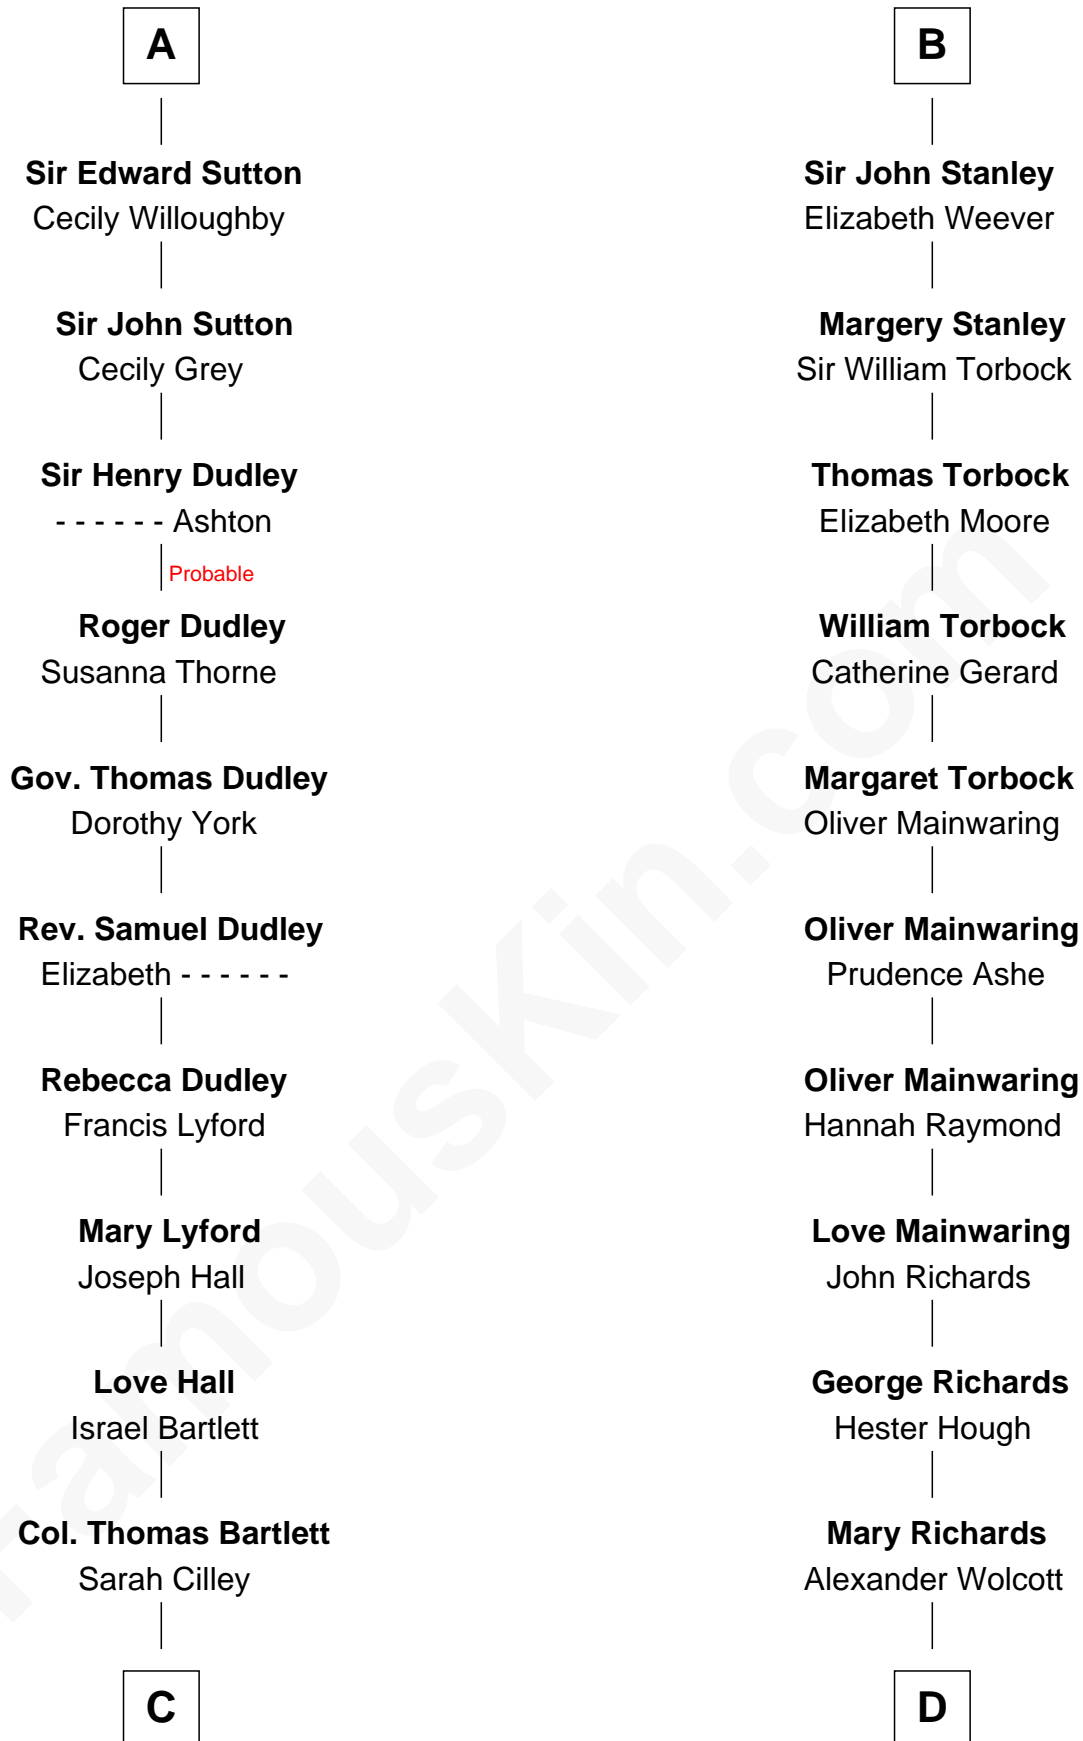 A
Sir Edward Sutton
Cecily Willoughby
Sir John Sutton
Cecily Grey
Sir Henry Dudley
- - - - - - Ashton
Probable
Roger Dudley
Susanna Thorne
Gov. Thomas Dudley
Dorothy York
Rev. Samuel Dudley
Elizabeth - - - - - -
Rebecca Dudley
Francis Lyford
Mary Lyford
Joseph Hall
Love Hall
Israel Bartlett
Col. Thomas Bartlett
Sarah Cilley
C
B
Sir John Stanley
Elizabeth Weever
Margery Stanley
Sir William Torbock
Thomas Torbock
Elizabeth Moore
William Torbock
Catherine Gerard
Margaret Torbock
Oliver Mainwaring
Oliver Mainwaring
Prudence Ashe
Oliver Mainwaring
Hannah Raymond
Love Mainwaring
John Richards
George Richards
Hester Hough
Mary Richards
Alexander Wolcott
D
FamousKin.com